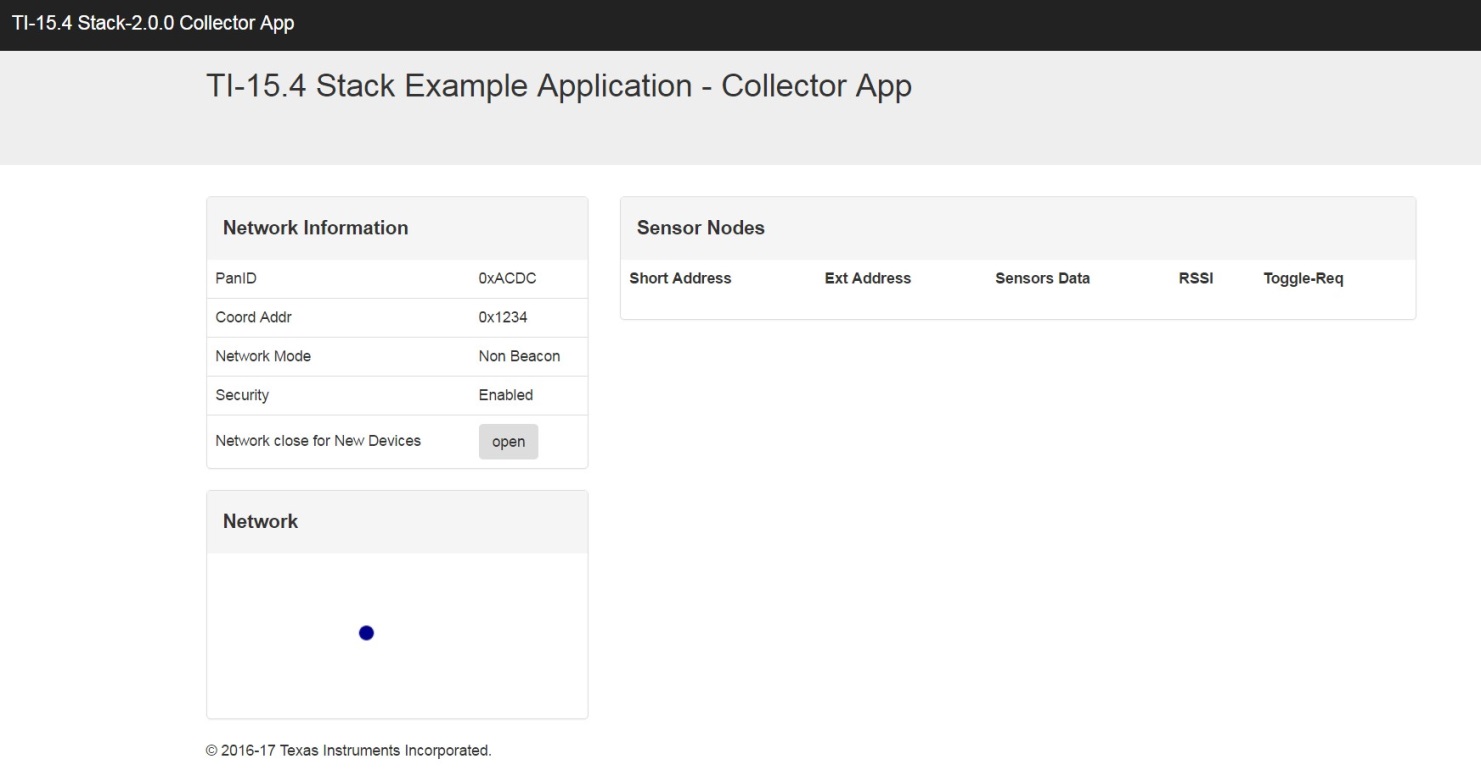 TI-15.4 Stack-2.0.0 Collector App
TI-15.4 Stack Example Application - Collector App
Network Information
PanID 0xACDC
Coord Addr 0x1234
Network Mode Non Beacon
Security Enabled
Network close for New Devices open
Network
Sensor Nodes
Short Address Ext Address Sensors Data RSSI Toggle-Req
© 2016-17 Texas Instruments Incorporated.